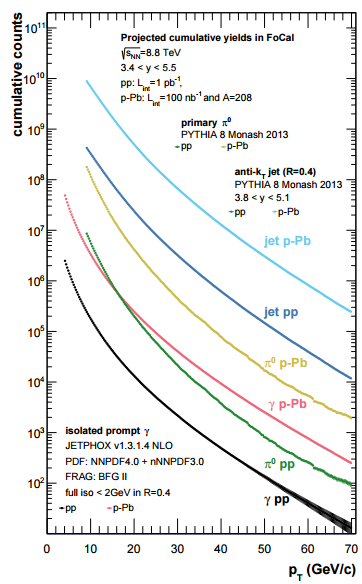 cumulative counts
10¹¹
10¹⁰
10⁹
10⁸
10⁷
10⁶
10⁵
10⁴
10³
10²
Projected cumulative yields in FoCal
√s_NN=8.8 TeV
3.4 < y < 5.5
pp: L_int=1 pb⁻¹,
p-Pb: L_int=100 nb⁻¹ and A=208
primary π⁰
PYTHIA 8 Monash 2013
pp p-Pb
anti-k_T jet (R=0.4)
PYTHIA 8 Monash 2013
3.8 < y < 5.1
pp p-Pb
jet p-Pb
jet pp
π⁰ p-Pb
γ p-Pb
π⁰ pp
γ pp
isolated prompt γ
JETPHOX v1.3.1.4 NLO
PDF: NNPDF4.0 + nNNPDF3.0
FRAG: BFG II
full iso < 2GeV in R=0.4
pp p-Pb
0 10 20 30 40 50 60 70
p_T (GeV/c)